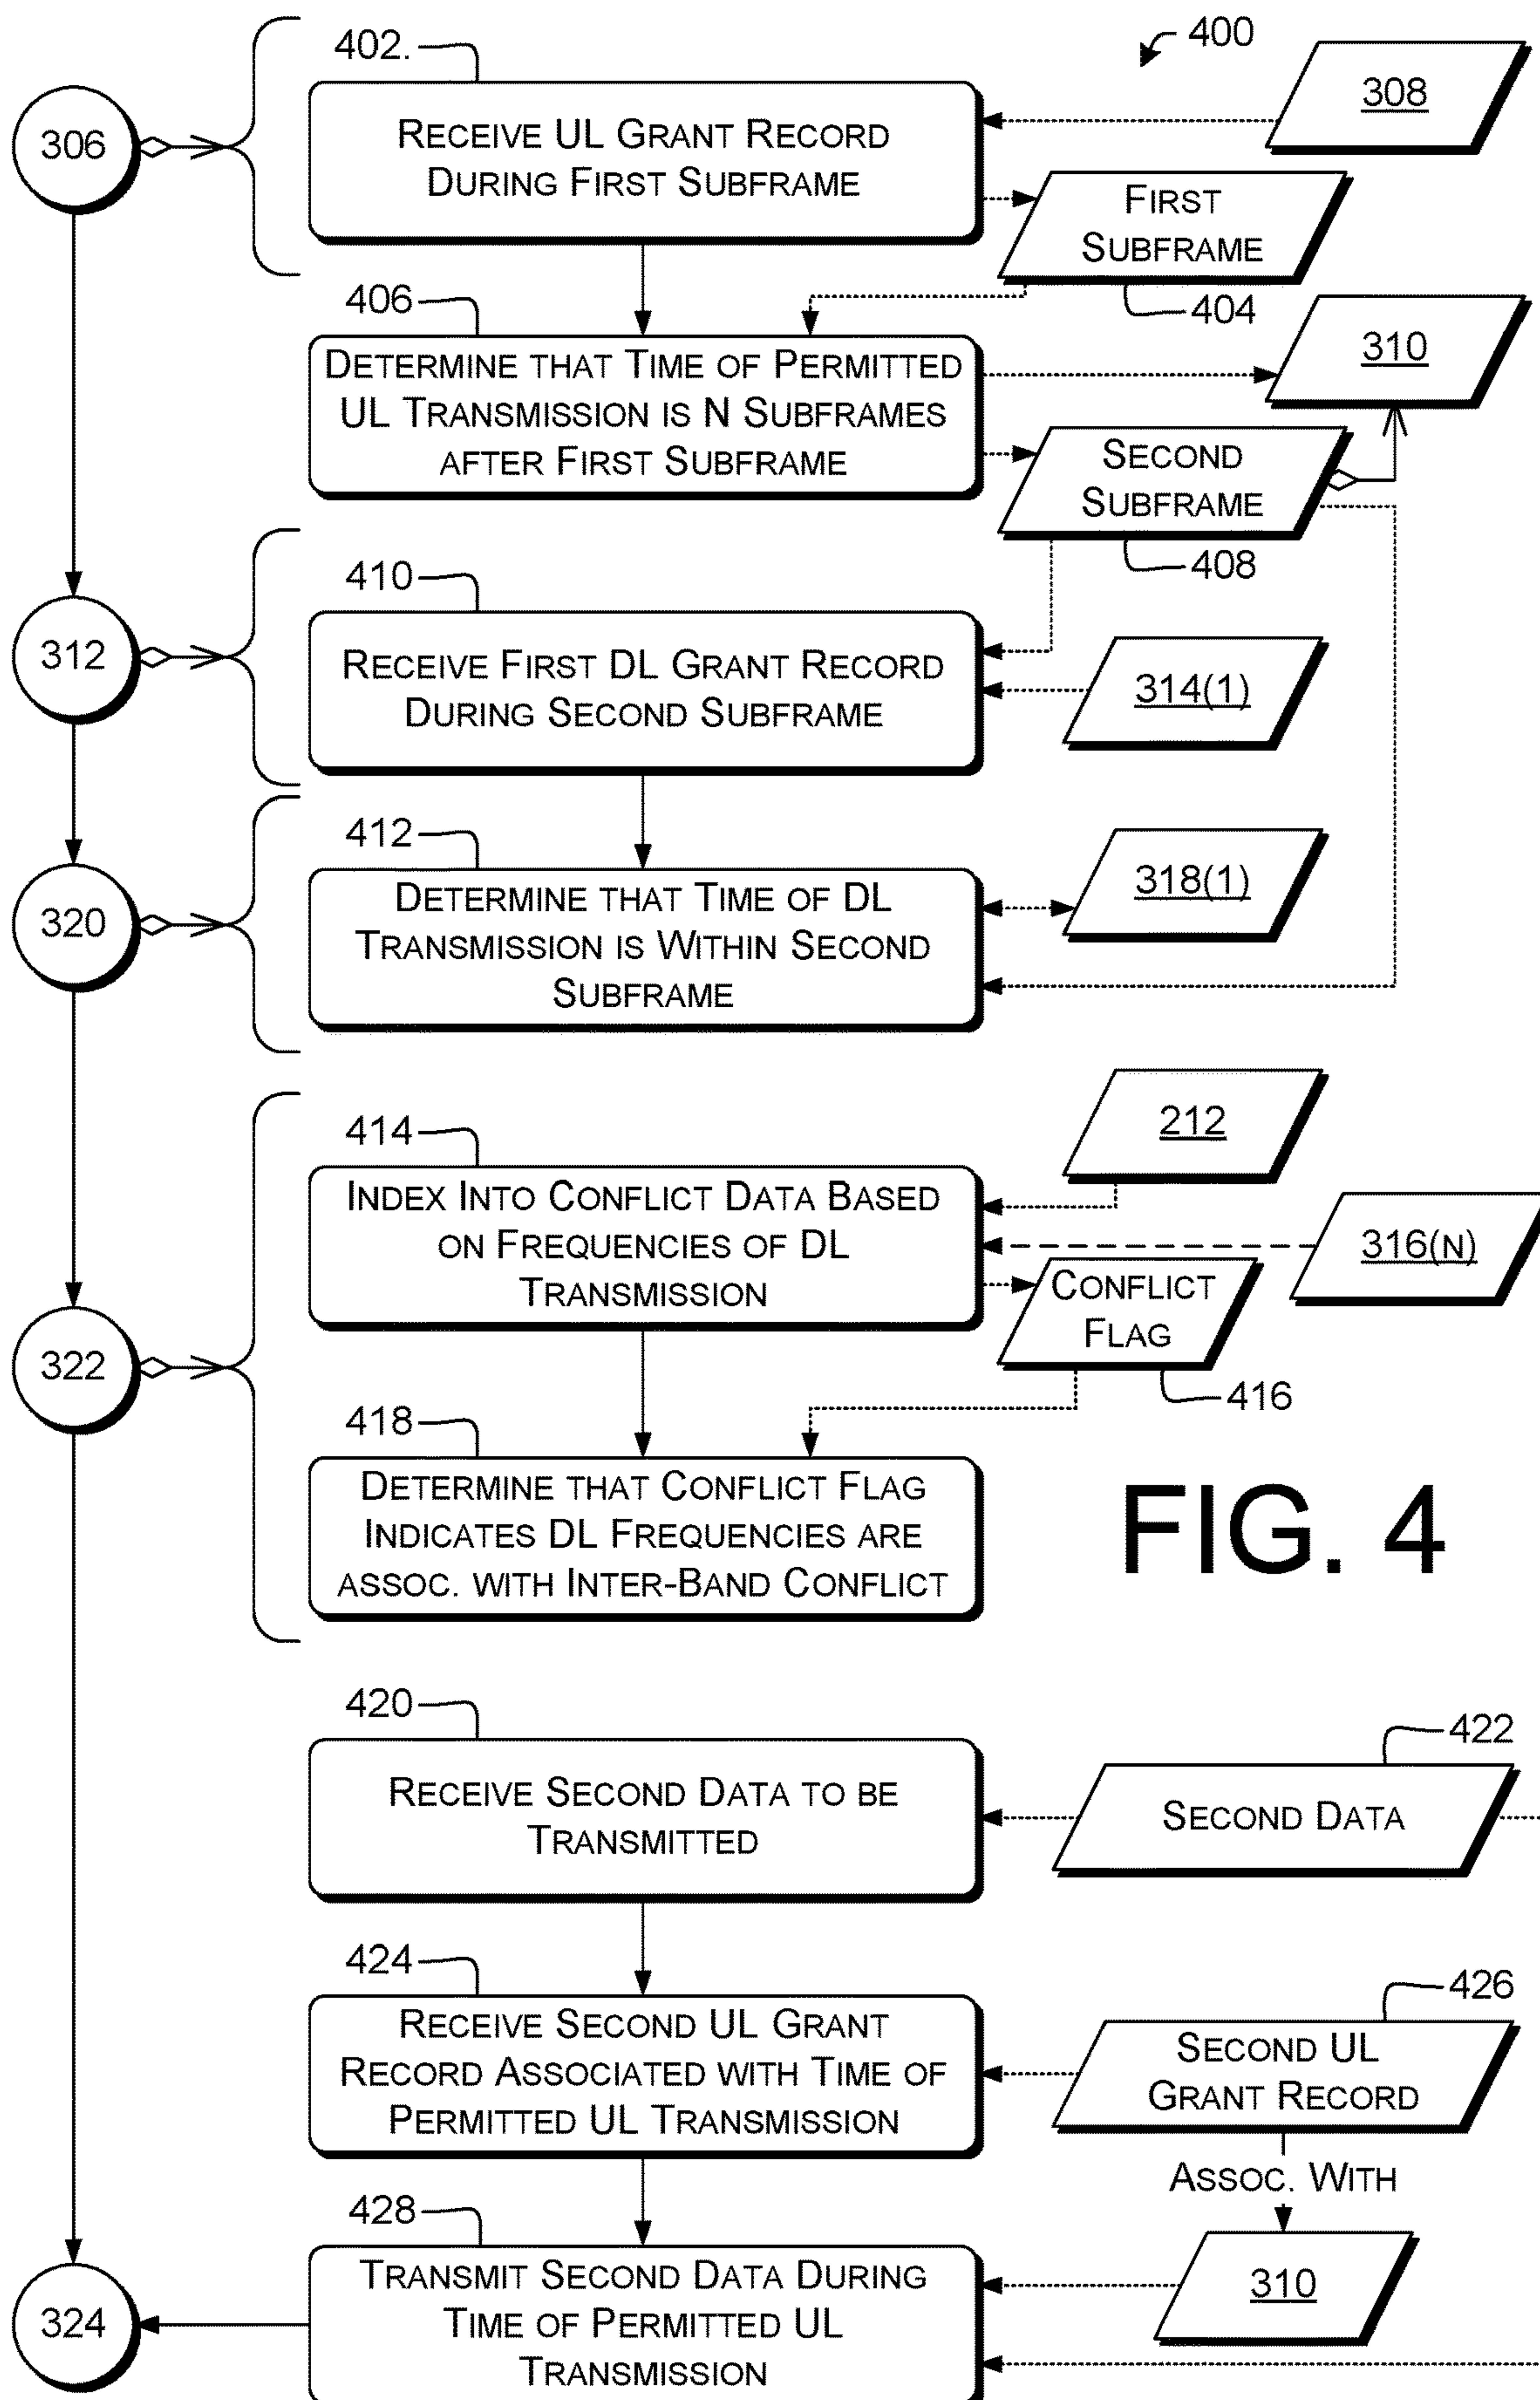 400
402.
308
306
RECEIVE UL GRANT RECORD
DURING FIRST SUBFRAME
FIRST
SUBFRAME
404
406
310
DETERMINE THAT TIME OF PERMITTED
UL TRANSMISSION IS N SUBFRAMES
AFTER FIRST SUBFRAME
SECOND
SUBFRAME
408
410
312
RECEIVE FIRST DL GRANT RECORD
DURING SECOND SUBFRAME
314(1)
412
318(1)
320
DETERMINE THAT TIME OF DL
TRANSMISSION IS WITHIN SECOND
SUBFRAME
212
414
INDEX INTO CONFLICT DATA BASED
ON FREQUENCIES OF DL
TRANSMISSION
316(N)
CONFLICT
FLAG
322
416
418
DETERMINE THAT CONFLICT FLAG
INDICATES DL FREQUENCIES ARE
ASSOC. WITH INTER-BAND CONFLICT
FIG. 4
420
422
RECEIVE SECOND DATA TO BE
TRANSMITTED
SECOND DATA
424
426
RECEIVE SECOND UL GRANT
RECORD ASSOCIATED WITH TIME OF
PERMITTED UL TRANSMISSION
SECOND UL
GRANT RECORD
ASSOC. WITH
428
310
324
TRANSMIT SECOND DATA DURING
TIME OF PERMITTED UL
TRANSMISSION